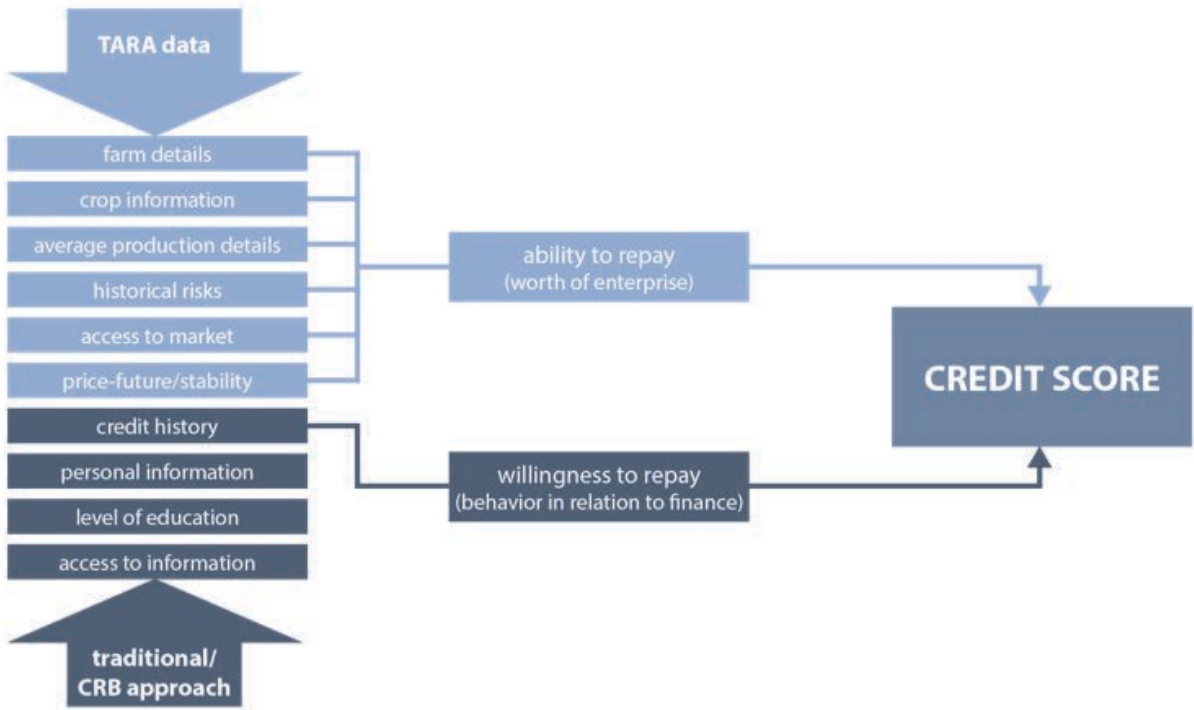 TARA data
farm details
crop information
average production details
historical risks
access to market
price-future/stability
credit history
personal information
level of education
access to information
traditional/
CRB approach
ability to repay
(worth of enterprise)
willingness to repay
(behavior in relation to finance)
CREDIT SCORE